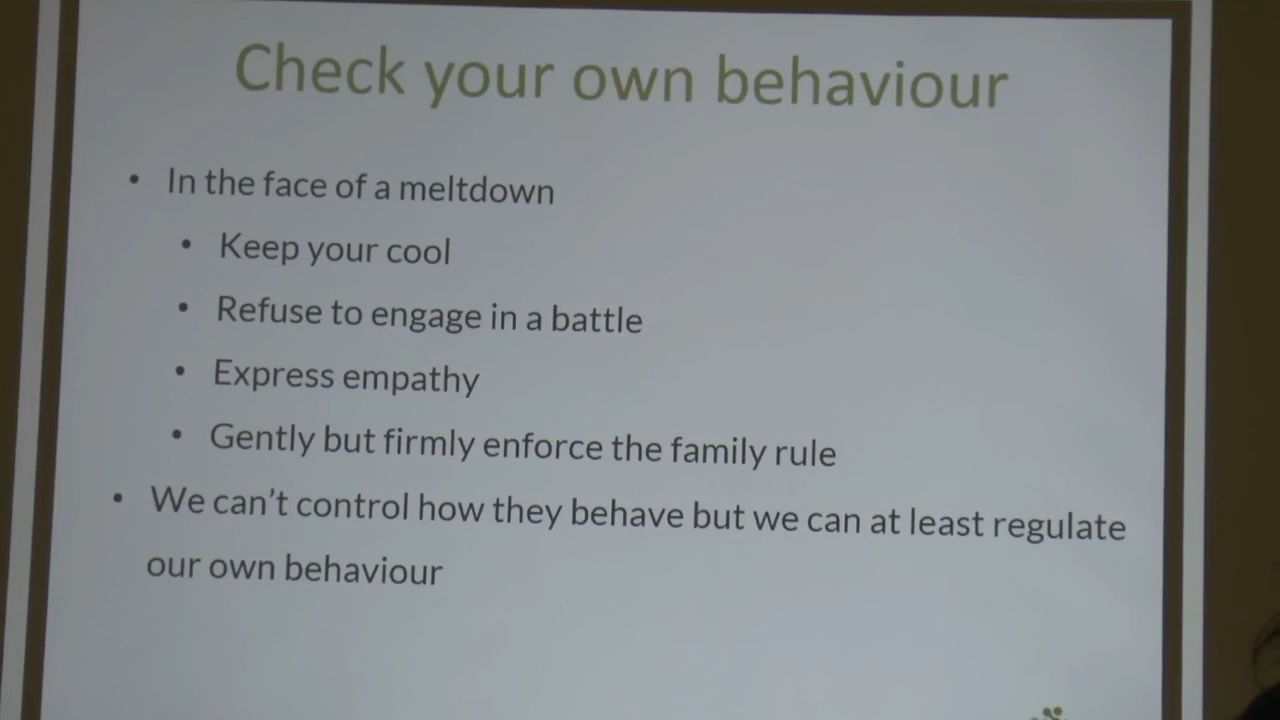 Check your own behaviour
• In the face of a meltdown
• Keep your cool
• Refuse to engage in a battle
• Express empathy
• Gently but firmly enforce the family rule
• We can't control how they behave but we can at least regulate
our own behaviour